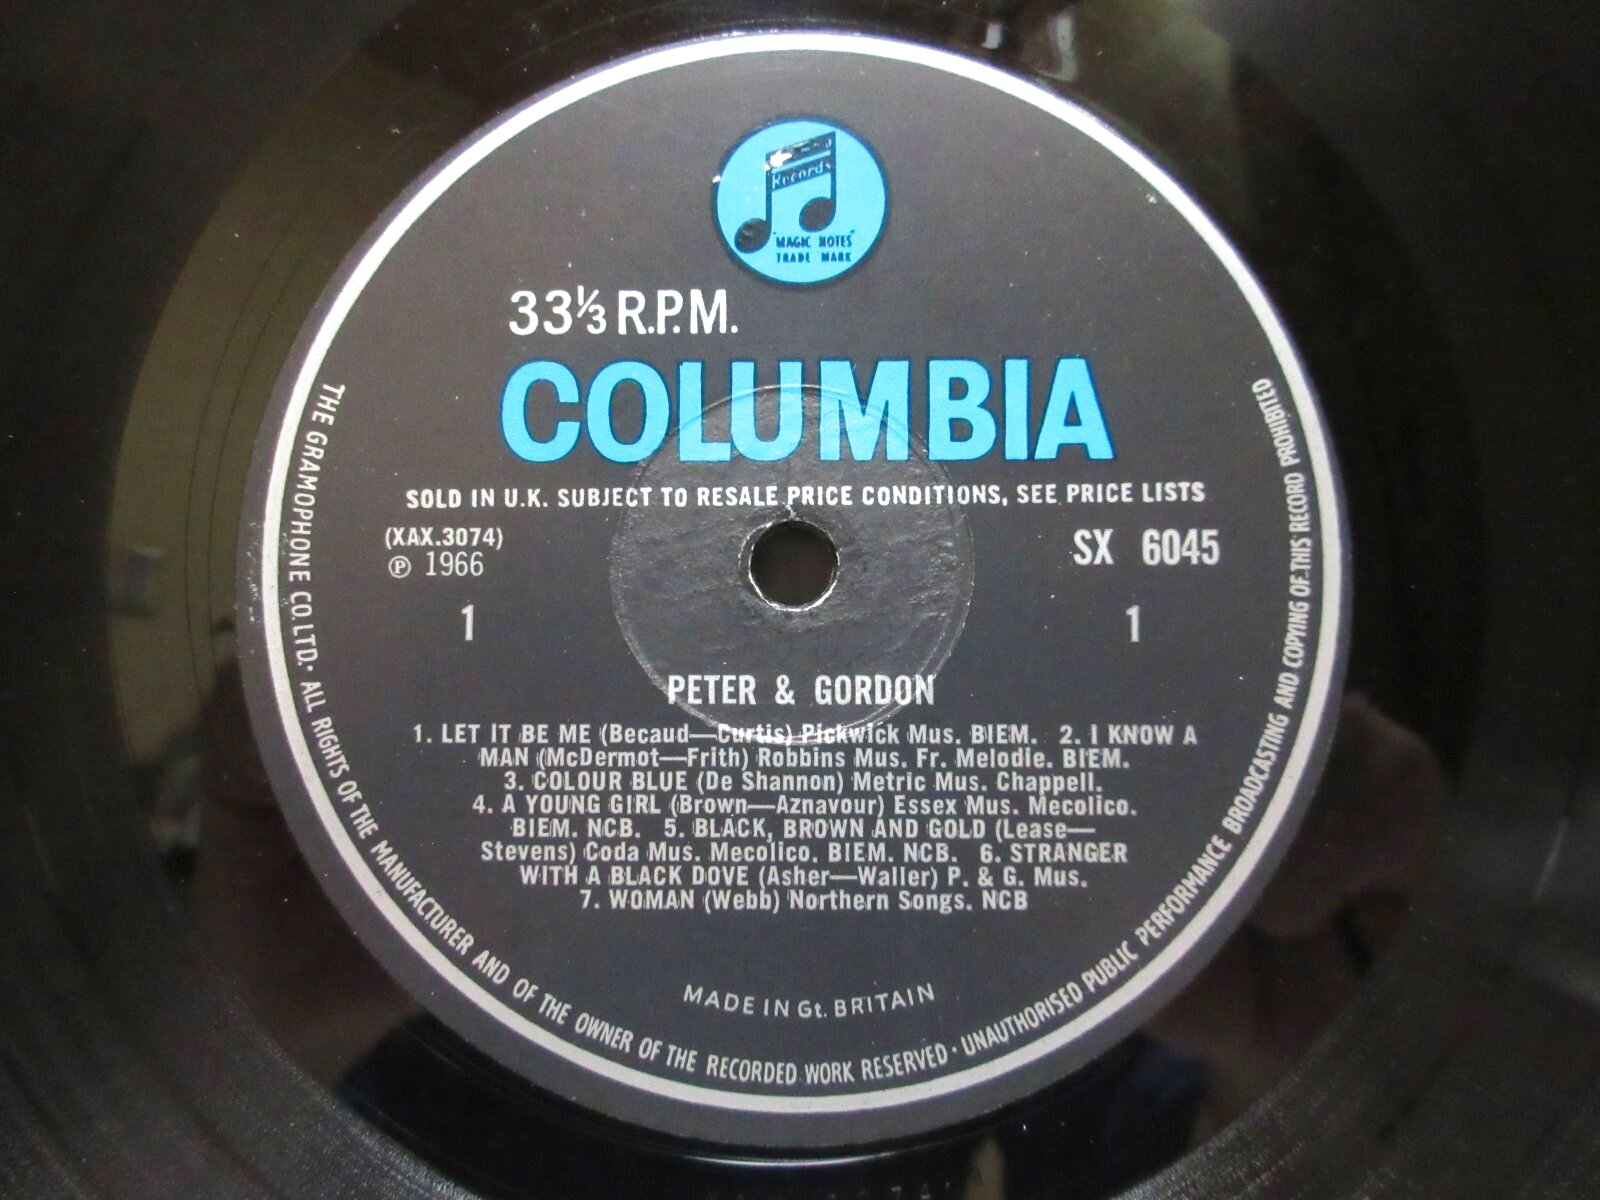 Records
"MAGIC NOTES"
TRADE MARK
33⅓ R.P.M.
COLUMBIA
SOLD IN U.K. SUBJECT TO RESALE PRICE CONDITIONS, SEE PRICE LISTS
(XAX.3074)
℗ 1966
SX 6045
1
1
PETER & GORDON
1. LET IT BE ME (Becaud—Curtis) Pickwick Mus. BIEM. 2. I KNOW A
MAN (McDermot—Frith) Robbins Mus. Fr. Melodie. BIEM.
3. COLOUR BLUE (De Shannon) Metric Mus. Chappell.
4. A YOUNG GIRL (Brown—Aznavour) Essex Mus. Mecolico.
BIEM. NCB. 5. BLACK, BROWN AND GOLD (Lease—
Stevens) Coda Mus. Mecolico. BIEM. NCB. 6. STRANGER
WITH A BLACK DOVE (Asher—Waller) P. & G. Mus.
7. WOMAN (Webb) Northern Songs. NCB
MADE IN Gt. BRITAIN
THE GRAMOPHONE CO. LTD. · ALL RIGHTS OF THE MANUFACTURER AND OF THE OWNER OF THE RECORDED WORK RESERVED · UNAUTHORISED PUBLIC PERFORMANCE BROADCASTING AND COPYING OF THIS RECORD PROHIBITED